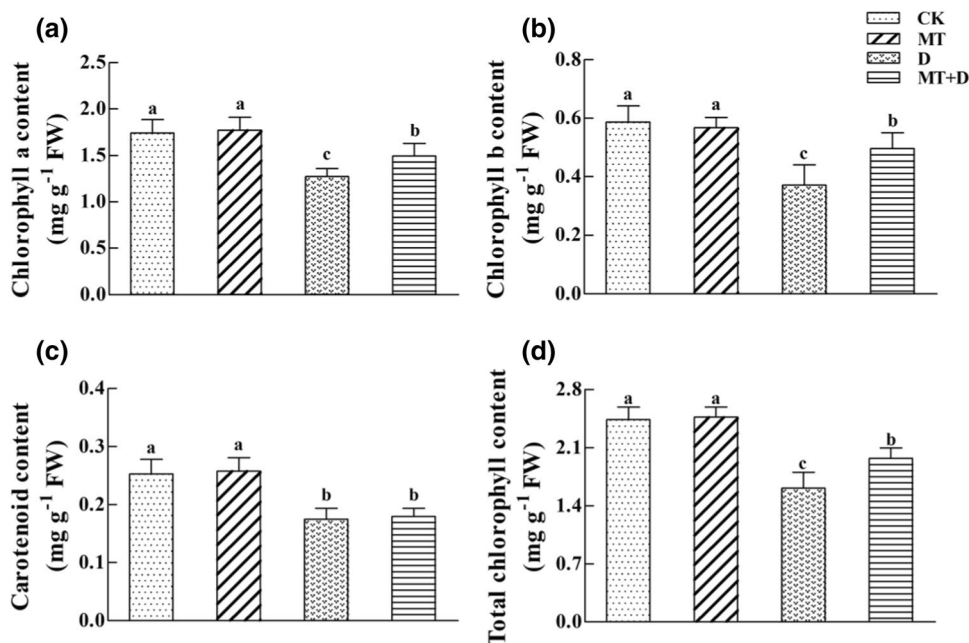 (a)
Chlorophyll a content
(mg g⁻¹ FW)
2.5
2.0
1.5
1.0
0.5
0.0
a
a
c
b
(b)
Chlorophyll b content
(mg g⁻¹ FW)
0.8
0.6
0.4
0.2
0.0
a
a
c
b
CK
MT
D
MT+D
(c)
Carotenoid content
(mg g⁻¹ FW)
0.4
0.3
0.2
0.1
0.0
a
a
b
b
(d)
Total chlorophyll content
(mg g⁻¹ FW)
2.8
2.1
1.4
0.7
0.0
a
a
c
b